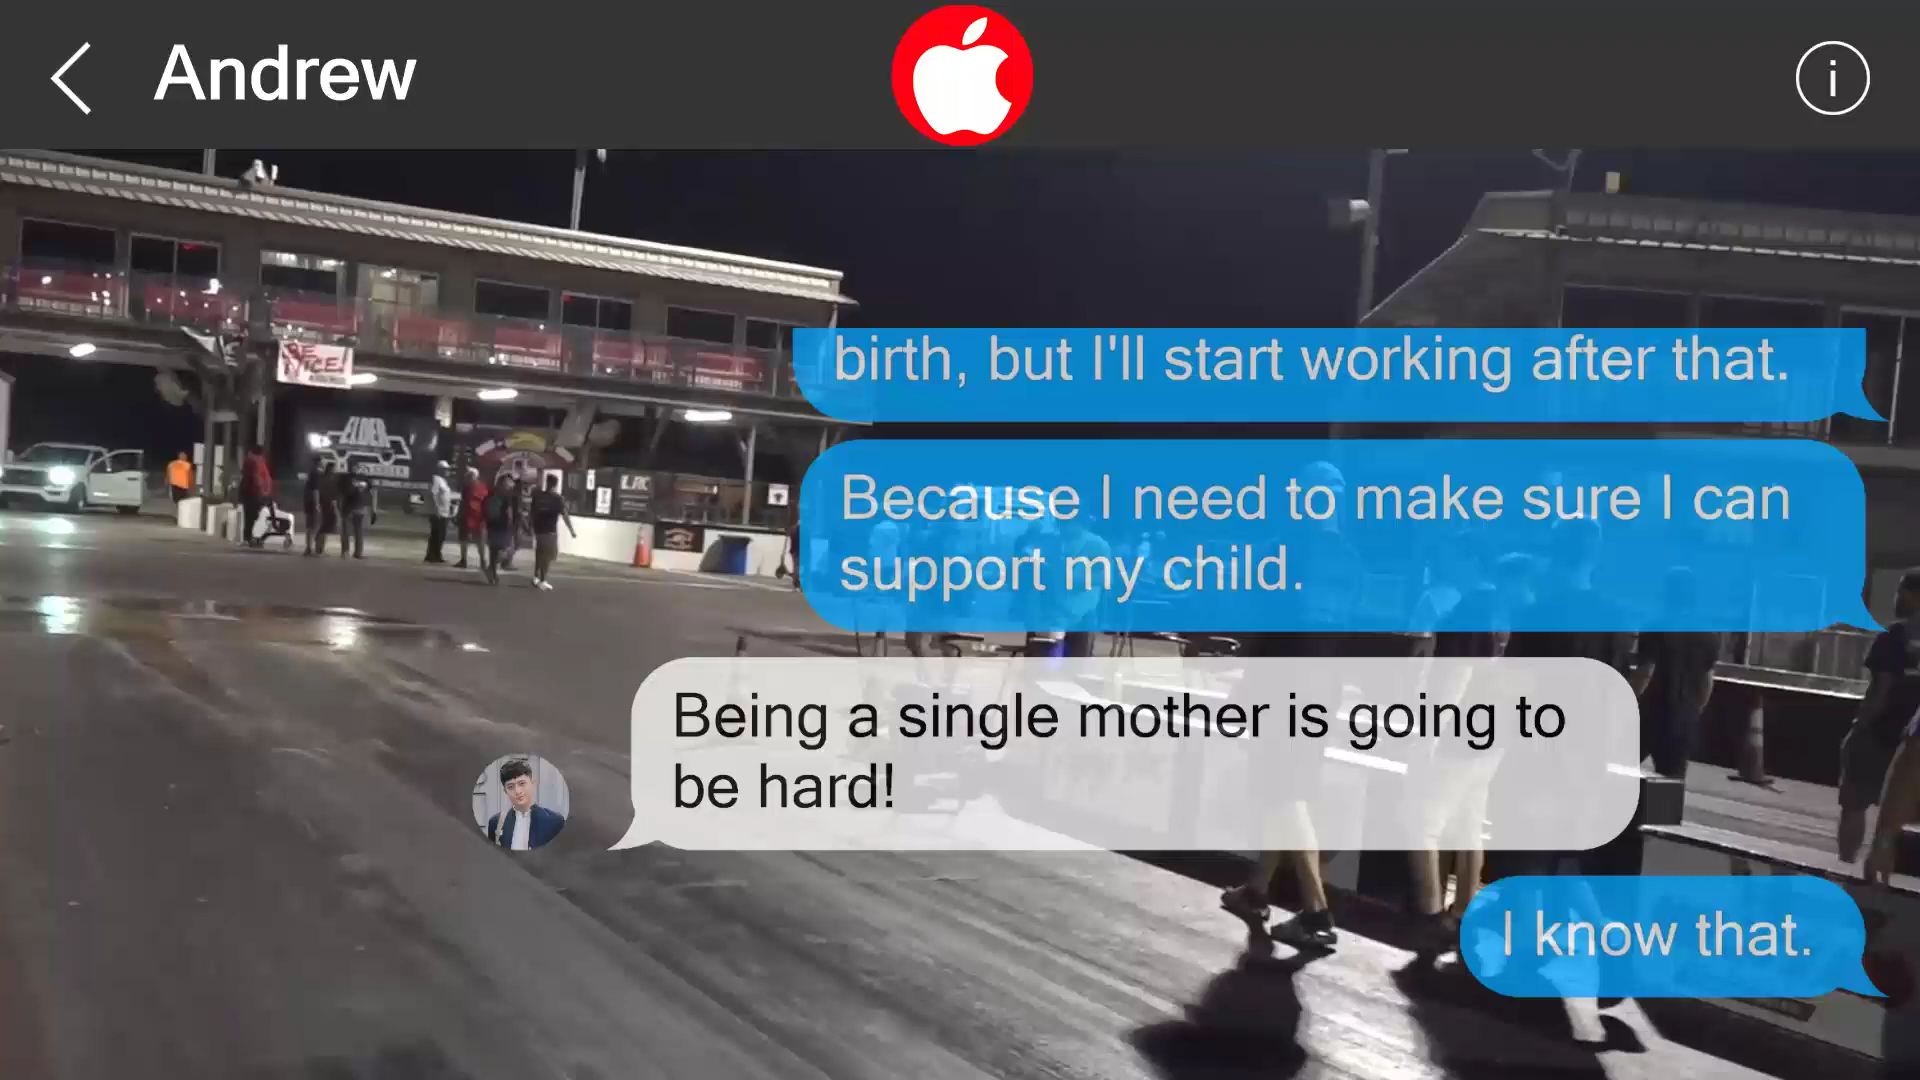 Andrew
birth, but I'll start working after that.
Because I need to make sure I can
support my child.
Being a single mother is going to
be hard!
I know that.
ELDER